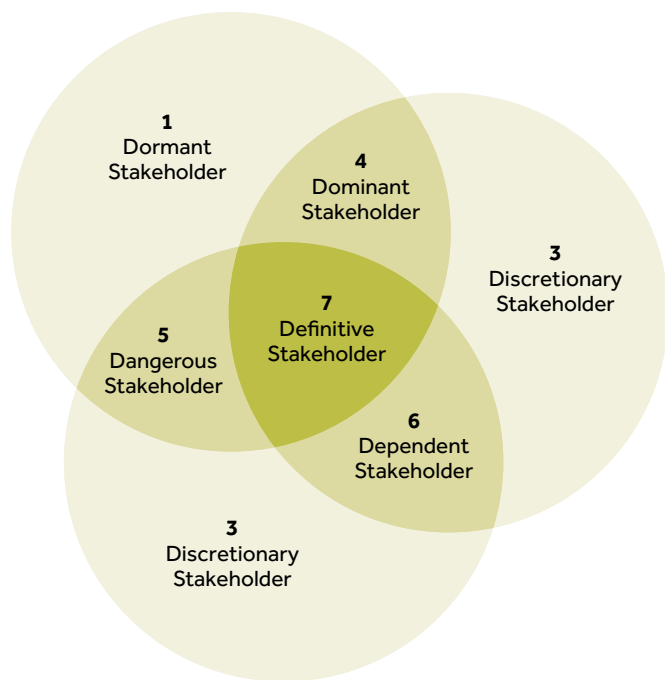 1
Dormant
Stakeholder
4
Dominant
Stakeholder
3
Discretionary
Stakeholder
7
Definitive
Stakeholder
5
Dangerous
Stakeholder
6
Dependent
Stakeholder
3
Discretionary
Stakeholder